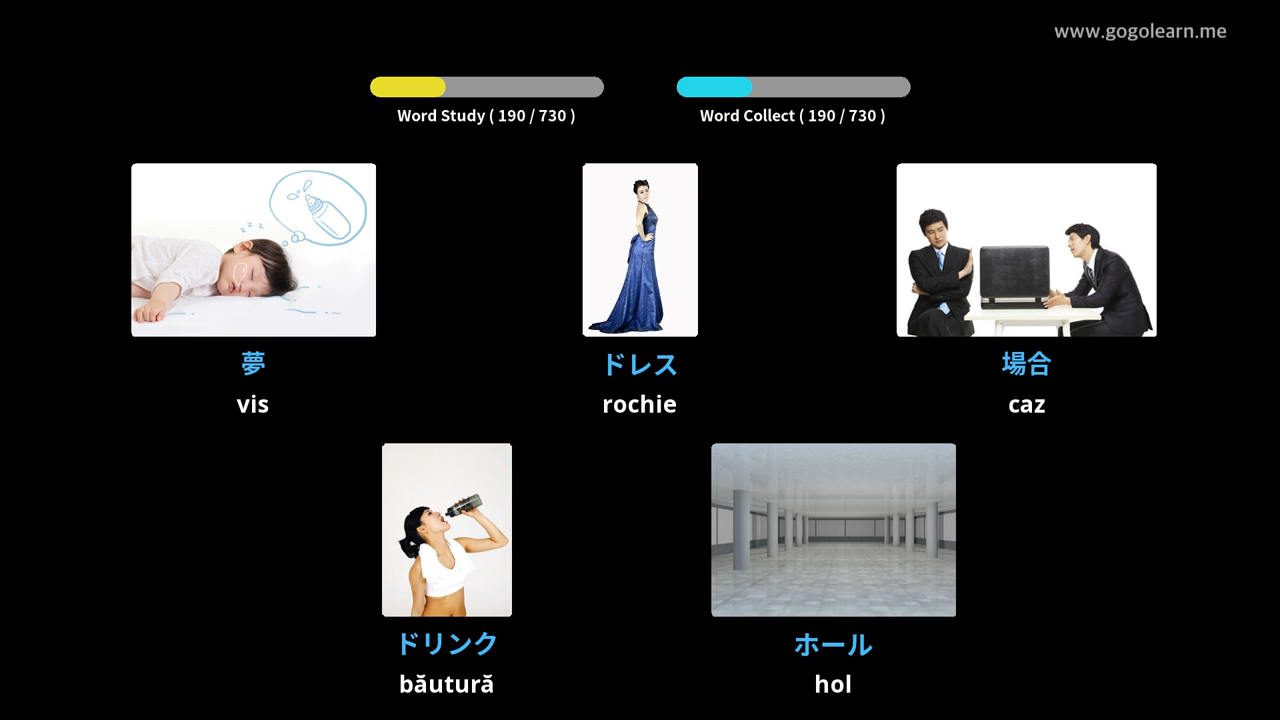 www.gogolearn.me
Word Study ( 190 / 730 )
Word Collect ( 190 / 730 )
z z z
夢
vis
ドレス
rochie
場合
caz
ドリンク
băutură
ホール
hol